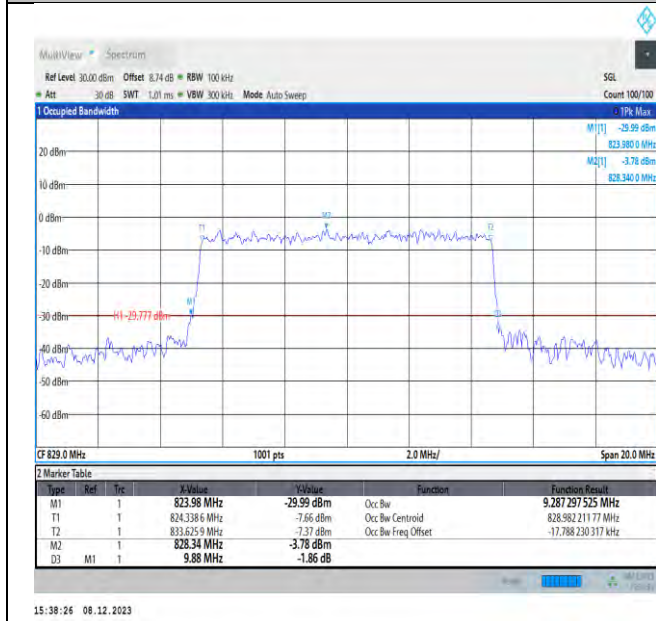 MultiView Spectrum
Ref Level 30.00 dBm Offset 8.74 dB RBW 100 kHz SGL
Att 30 dB SWT 1.01 ms VBW 300 kHz Mode Auto Sweep Count 100/100
1 Occupied Bandwidth 1Pk Max
M1[1] -29.99 dBm
823.980 0 MHz
20 dBm
M2[1] -3.78 dBm
828.340 0 MHz
10 dBm
0 dBm
T1 M2 T2
-10 dBm
-20 dBm
M1
-30 dBm H1 -29.777 dBm D3
-40 dBm
-50 dBm
-60 dBm
CF 829.0 MHz 1001 pts 2.0 MHz/ Span 20.0 MHz
2 Marker Table
Type Ref Trc X-Value Y-Value Function Function Result
M1 1 823.98 MHz -29.99 dBm Occ Bw 9.287 297 525 MHz
T1 1 824.338 6 MHz -7.66 dBm Occ Bw Centroid 828.982 211 77 MHz
T2 1 833.625 9 MHz -7.37 dBm Occ Bw Freq Offset -17.788 230 317 kHz
M2 1 828.34 MHz -3.78 dBm
D3 M1 1 9.88 MHz -1.86 dB
15:38:26 08.12.2023